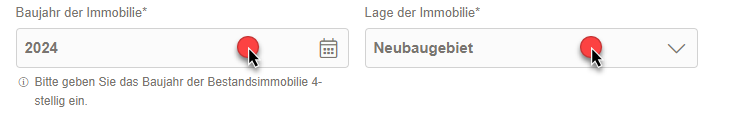 Baujahr der Immobilie*
Lage der Immobilie*
2024
Neubaugebiet
Bitte geben Sie das Baujahr der Bestandsimmobilie 4-
stellig ein.